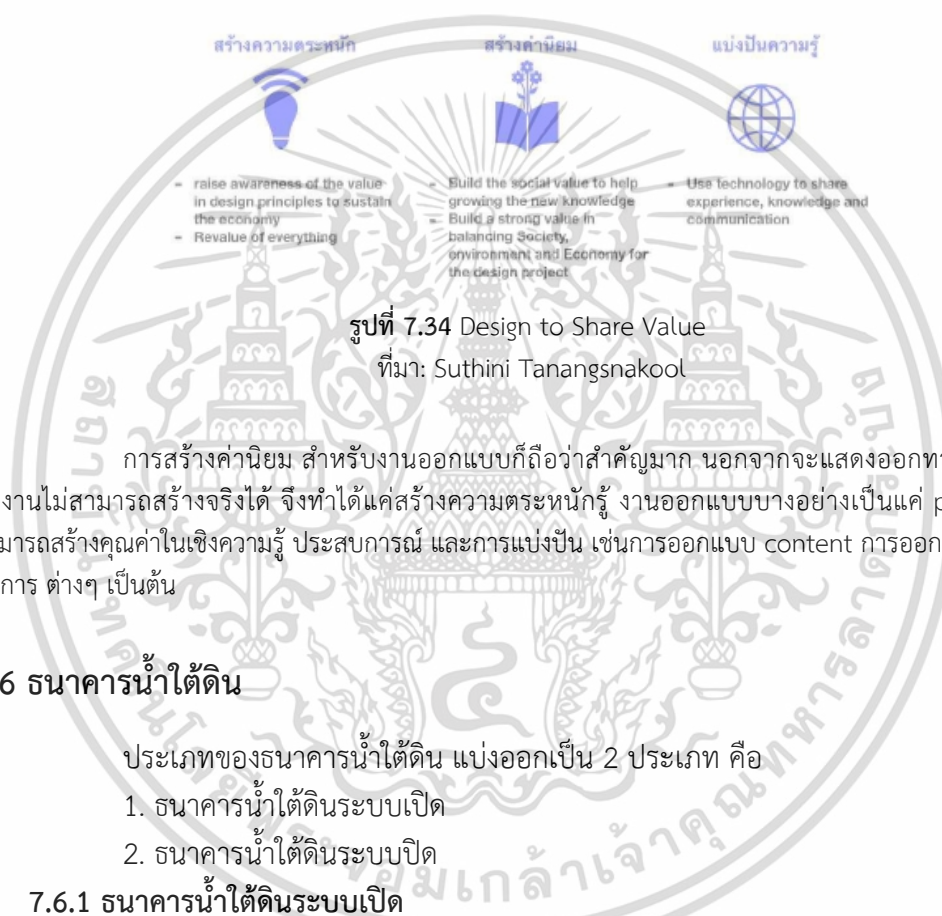 สร้างความตระหนัก สร้างค่านิยม แบ่งปันความรู้
- raise awareness of the value in design principles to sustain the economy
- Revalue of everything
- Build the social value to help growing the new knowledge
- Build a strong value in balancing Society, environment and Economy for the design project
- Use technology to share experience, knowledge and communication
รูปที่ 7.34 Design to Share Value
ที่มา: Suthini Tanangsnakool
การสร้างค่านิยม สำหรับงานออกแบบก็ถือว่าสำคัญมาก นอกจากจะแสดงออกทา
งานไม่สามารถสร้างจริงได้ จึงทำได้แค่สร้างความตระหนักรู้ งานออกแบบบางอย่างเป็นแค่ p
มารถสร้างคุณค่าในเชิงความรู้ ประสบการณ์ และการแบ่งปัน เช่นการออกแบบ content การออก
การ ต่างๆ เป็นต้น
6 ธนาคารน้ำใต้ดิน
ประเภทของธนาคารน้ำใต้ดิน แบ่งออกเป็น 2 ประเภท คือ
1. ธนาคารน้ำใต้ดินระบบเปิด
2. ธนาคารน้ำใต้ดินระบบปิด
7.6.1 ธนาคารน้ำใต้ดินระบบเปิด